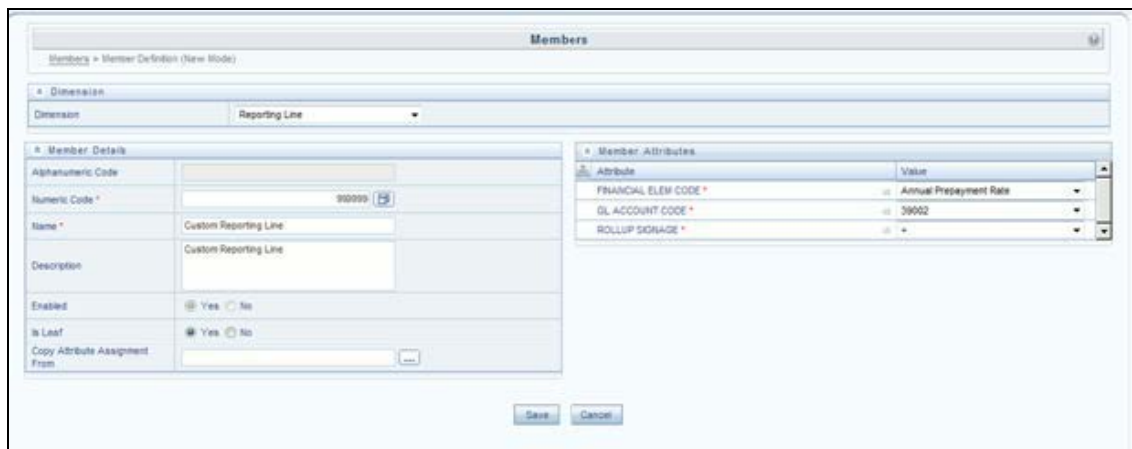 Members
Members > Member Definition (New Mode)
Dimension
Dimension Reporting Line
Member Details
Alphanumeric Code
Numeric Code * 999999
Name * Custom Reporting Line
Description Custom Reporting Line
Enabled Yes No
Is Leaf Yes No
Copy Attribute Assignment
From ...
Member Attributes
Attribute Value
FINANCIAL ELEM CODE * Annual Prepayment Rate
GL ACCOUNT CODE * 39002
ROLLUP SIGNAGE * +
Save Cancel